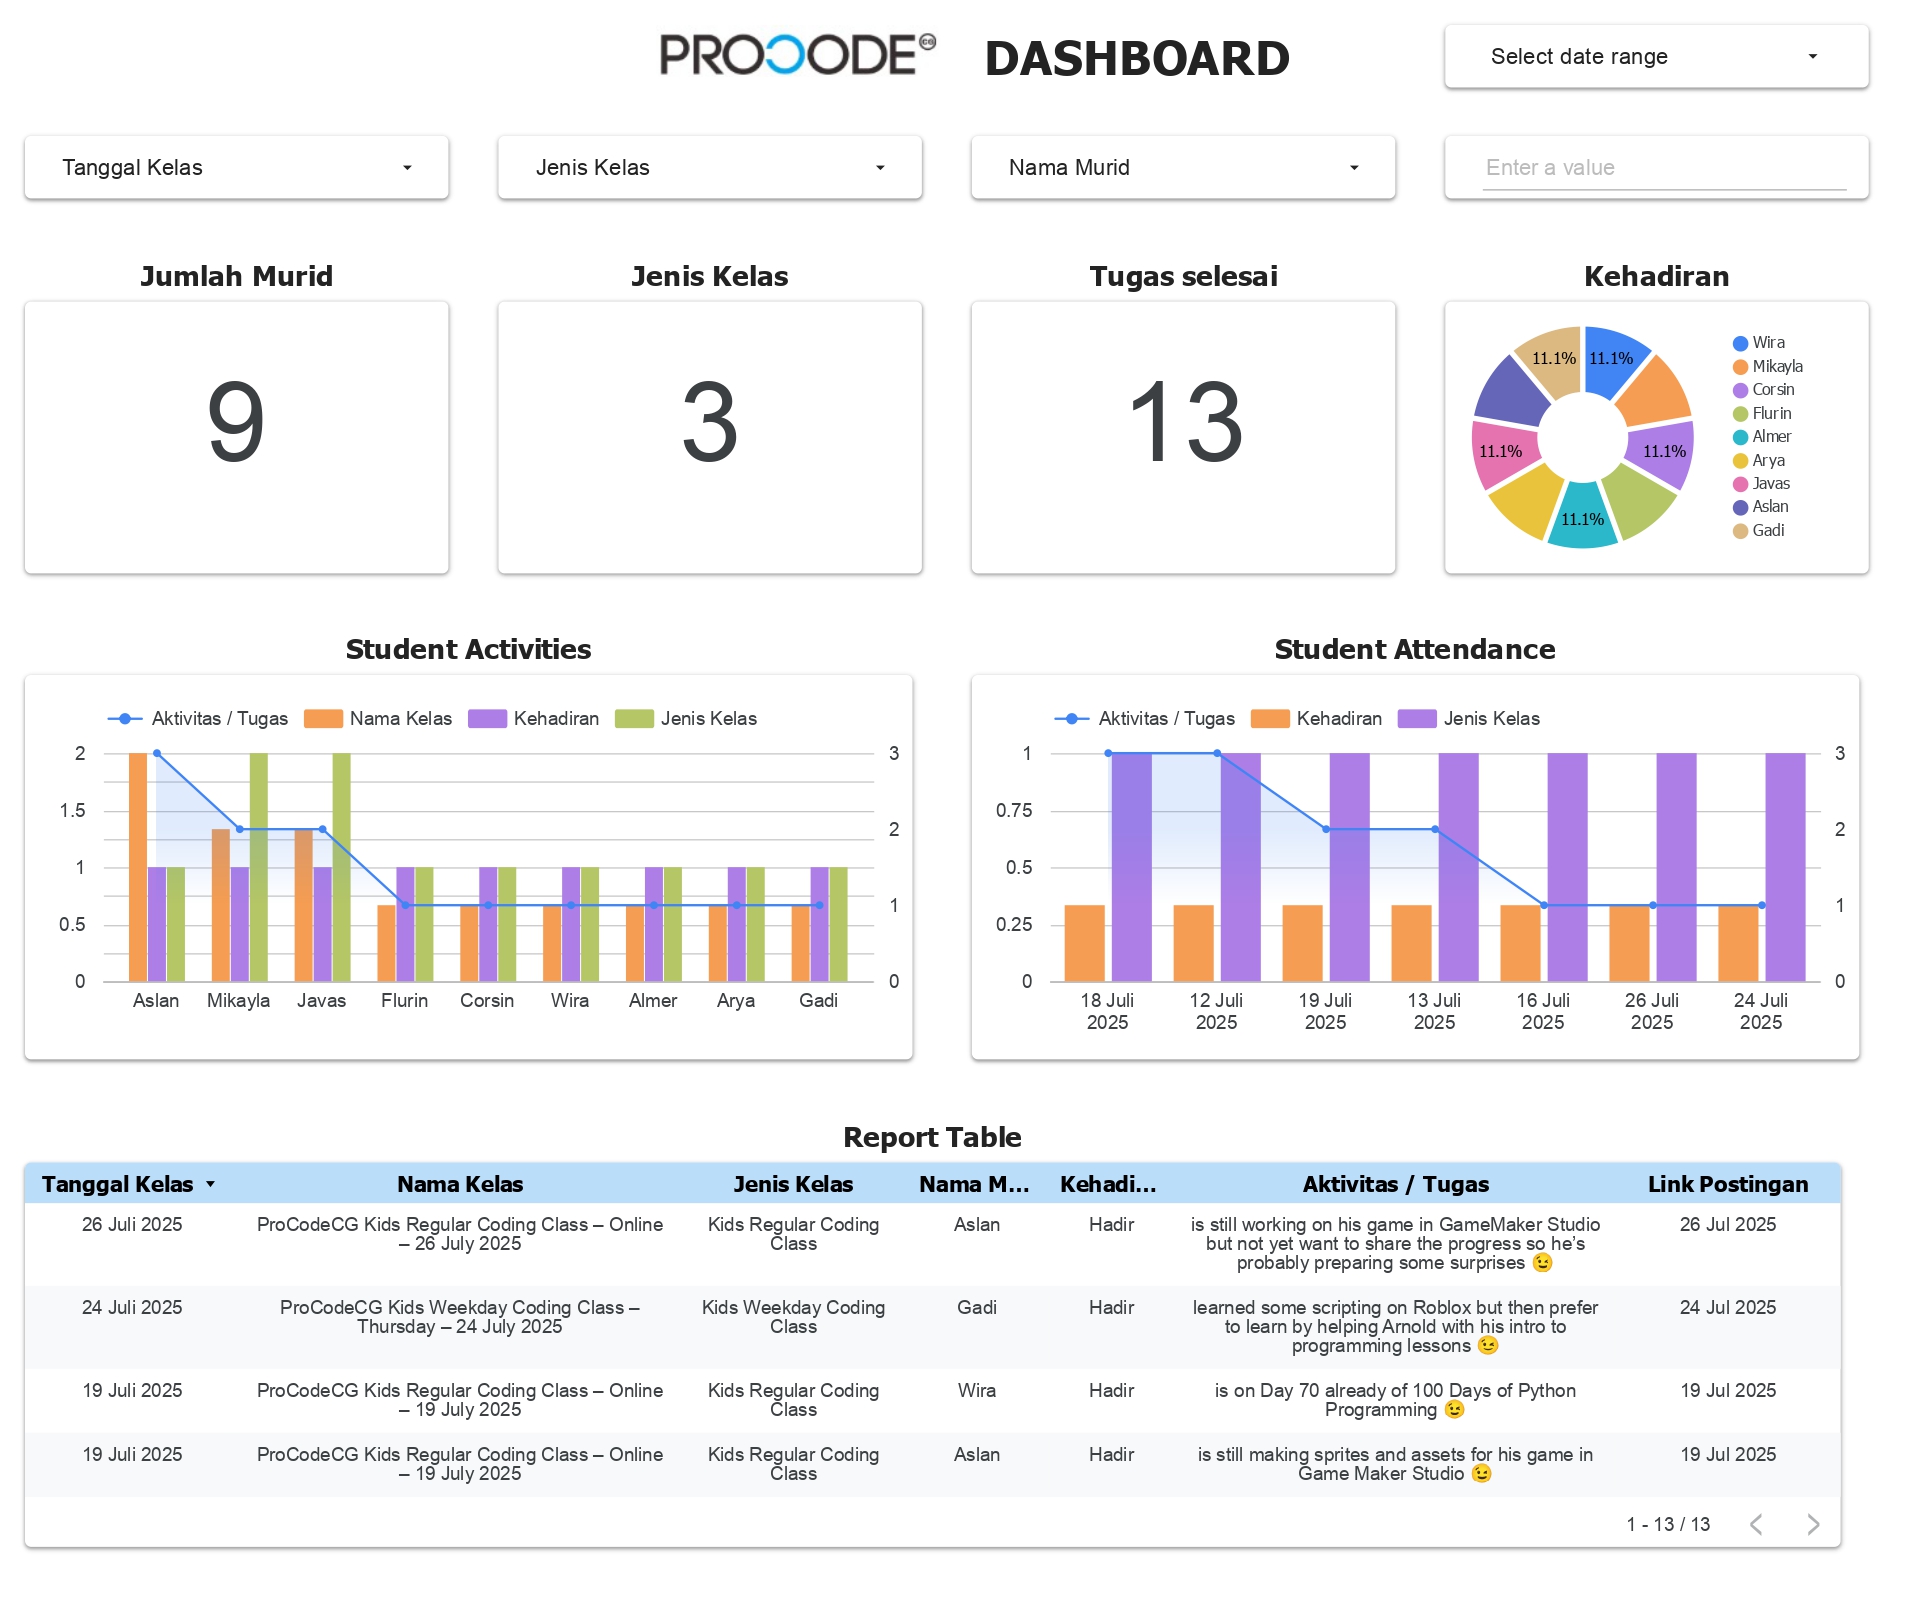 PROCODE CG DASHBOARD
Select date range
Tanggal Kelas
Jenis Kelas
Nama Murid
Enter a value
Jumlah Murid
9
Jenis Kelas
3
Tugas selesai
13
Kehadiran
11.1% 11.1%
11.1% 11.1%
11.1%
Wira
Mikayla
Corsin
Flurin
Almer
Arya
Javas
Aslan
Gadi
Student Activities
Aktivitas / Tugas Nama Kelas Kehadiran Jenis Kelas
2
1.5
1
0.5
0
3
2
1
0
Aslan Mikayla Javas Flurin Corsin Wira Almer Arya Gadi
Student Attendance
Aktivitas / Tugas Kehadiran Jenis Kelas
1
0.75
0.5
0.25
0
3
2
1
0
18 Juli 12 Juli 19 Juli 13 Juli 16 Juli 26 Juli 24 Juli
2025 2025 2025 2025 2025 2025 2025
Report Table
Tanggal Kelas Nama Kelas Jenis Kelas Nama M... Kehadi... Aktivitas / Tugas Link Postingan
26 Juli 2025
ProCodeCG Kids Regular Coding Class – Online
– 26 July 2025
Kids Regular Coding
Class
Aslan
Hadir
is still working on his game in GameMaker Studio
but not yet want to share the progress so he’s
probably preparing some surprises 😉
26 Jul 2025
24 Juli 2025
ProCodeCG Kids Weekday Coding Class –
Thursday – 24 July 2025
Kids Weekday Coding
Class
Gadi
Hadir
learned some scripting on Roblox but then prefer
to learn by helping Arnold with his intro to
programming lessons 😉
24 Jul 2025
19 Juli 2025
ProCodeCG Kids Regular Coding Class – Online
– 19 July 2025
Kids Regular Coding
Class
Wira
Hadir
is on Day 70 already of 100 Days of Python
Programming 😉
19 Jul 2025
19 Juli 2025
ProCodeCG Kids Regular Coding Class – Online
– 19 July 2025
Kids Regular Coding
Class
Aslan
Hadir
is still making sprites and assets for his game in
Game Maker Studio 😉
19 Jul 2025
1 - 13 / 13